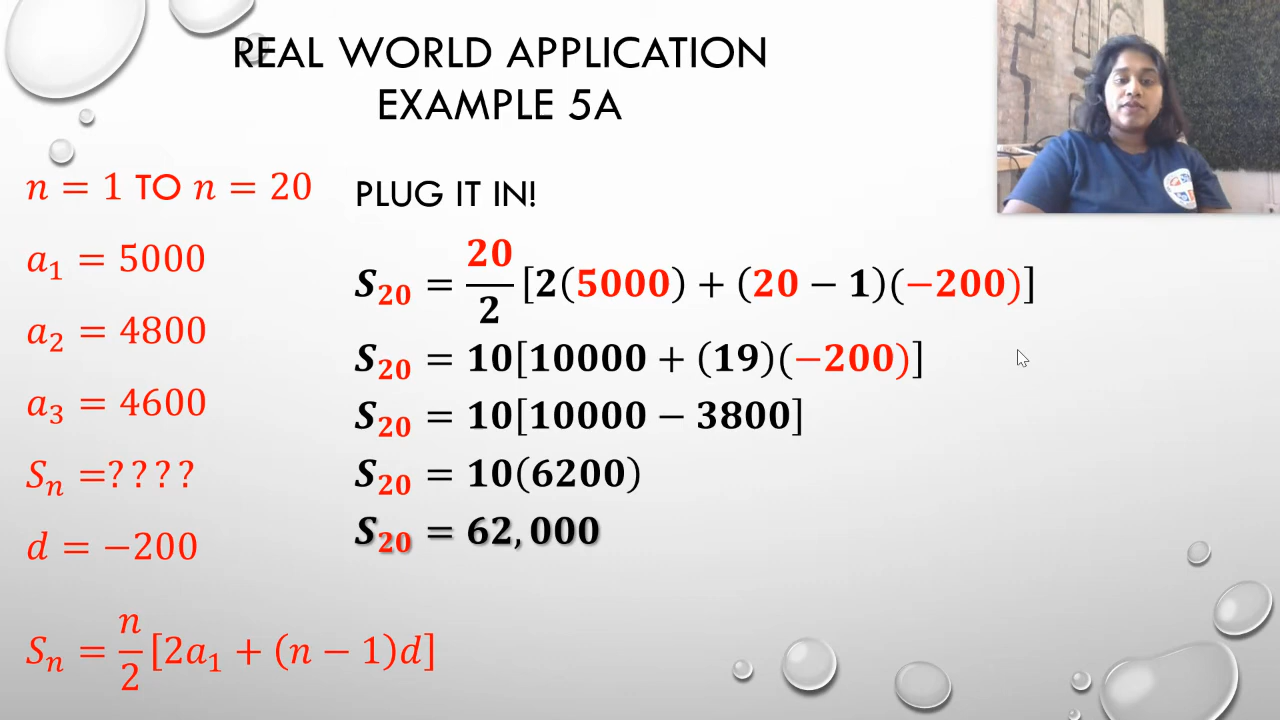 REAL WORLD APPLICATION
EXAMPLE 5A
n = 1 TO n = 20
a₁ = 5000
a₂ = 4800
a₃ = 4600
Sₙ =????
d = −200
Sₙ = n/2 [2a₁ + (n − 1)d]
PLUG IT IN!
S₂₀ = 20/2 [2(5000) + (20 − 1)(−200)]
S₂₀ = 10[10000 + (19)(−200)]
S₂₀ = 10[10000 − 3800]
S₂₀ = 10(6200)
S₂₀ = 62,000